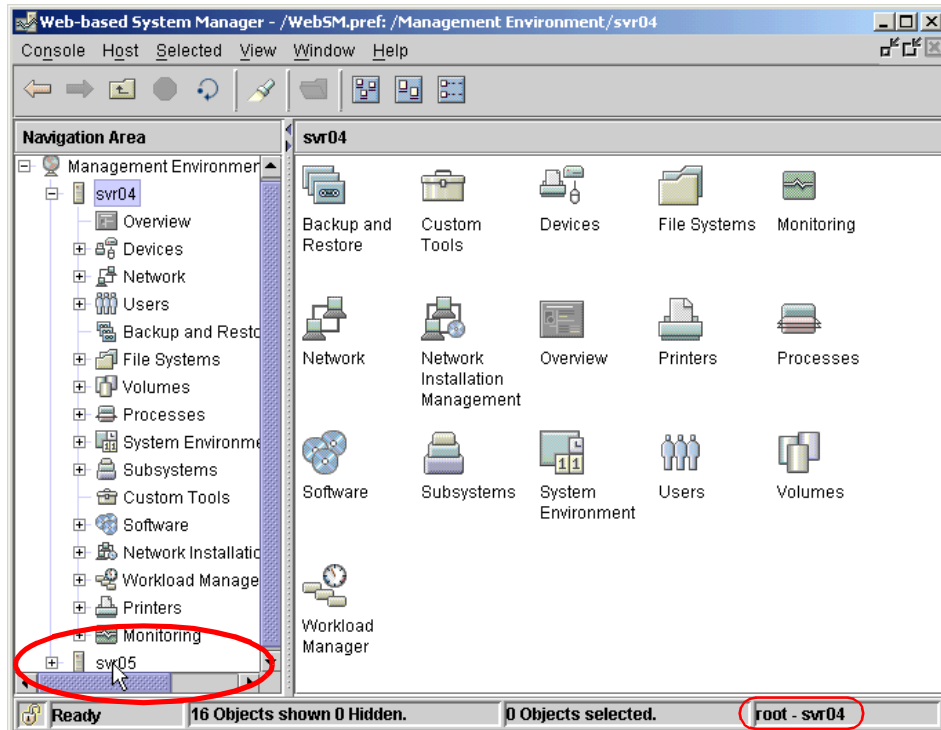 Web-based System Manager - /WebSM.pref: /Management Environment/svr04
Console Host Selected View Window Help
Navigation Area
svr04
Management Environmer
svr04
Overview
Devices
Network
Users
Backup and Resto
File Systems
Volumes
Processes
System Environme
Subsystems
Custom Tools
Software
Network Installatio
Workload Manage
Printers
Monitoring
svr05
Backup and Restore
Custom Tools
Devices
File Systems
Monitoring
Network
Network Installation Management
Overview
Printers
Processes
Software
Subsystems
System Environment
Users
Volumes
Workload Manager
Ready
16 Objects shown 0 Hidden.
0 Objects selected.
root - svr04